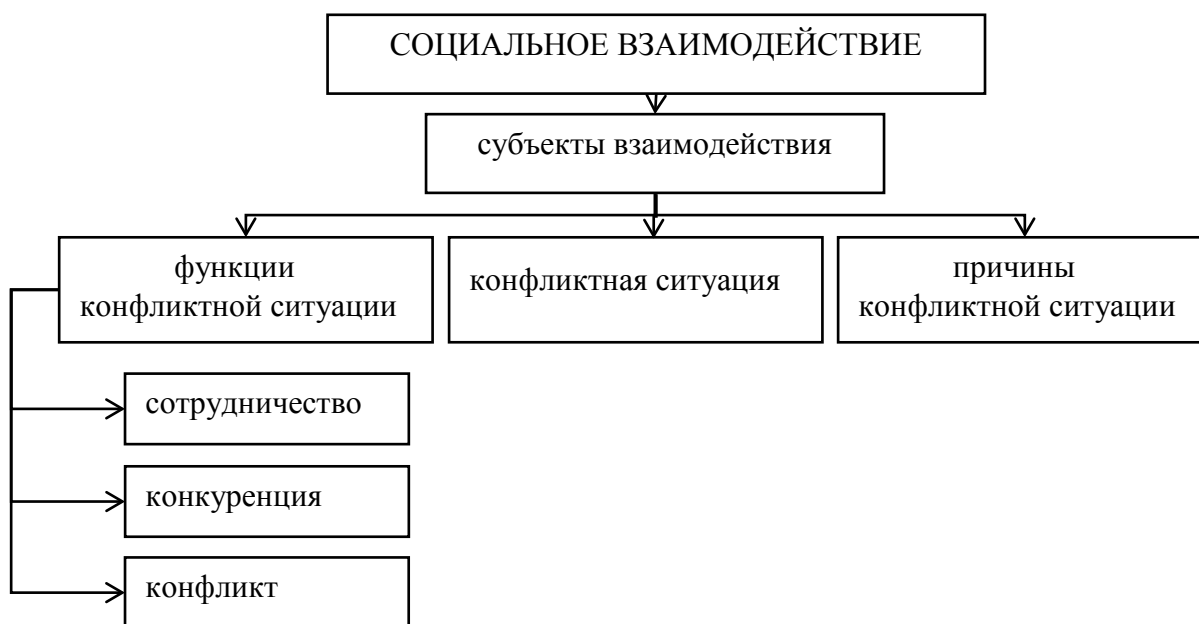 СОЦИАЛЬНОЕ ВЗАИМОДЕЙСТВИЕ
субъекты взаимодействия
функции
конфликтной ситуации
конфликтная ситуация
причины
конфликтной ситуации
сотрудничество
конкуренция
конфликт